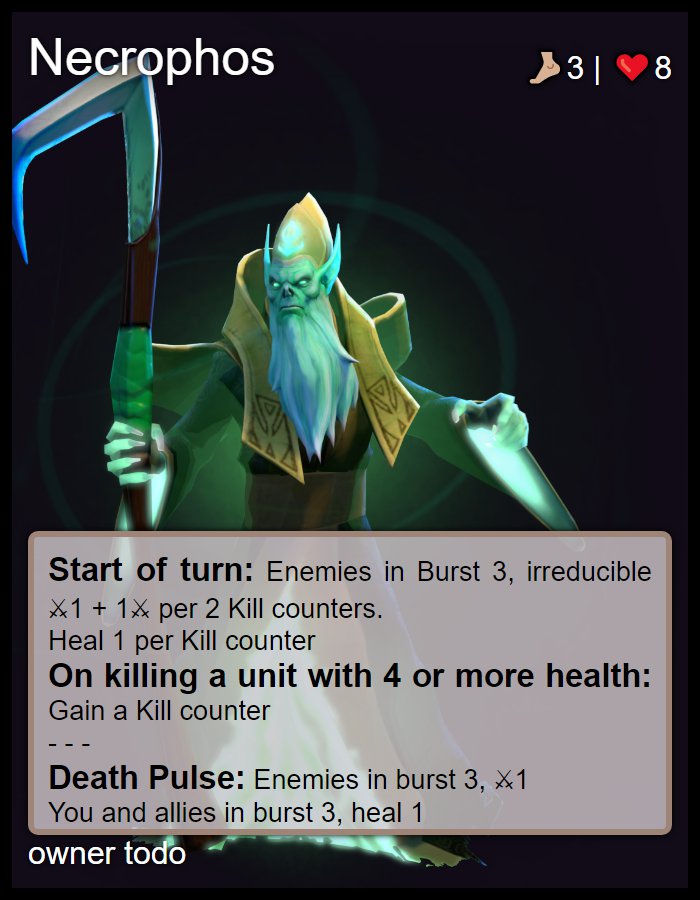 Necrophos
🦶🏼3 | ❤️8
Start of turn: Enemies in Burst 3, irreducible
⚔1 + 1⚔ per 2 Kill counters.
Heal 1 per Kill counter
On killing a unit with 4 or more health:
Gain a Kill counter
- - -
Death Pulse: Enemies in burst 3, ⚔1
You and allies in burst 3, heal 1
owner todo